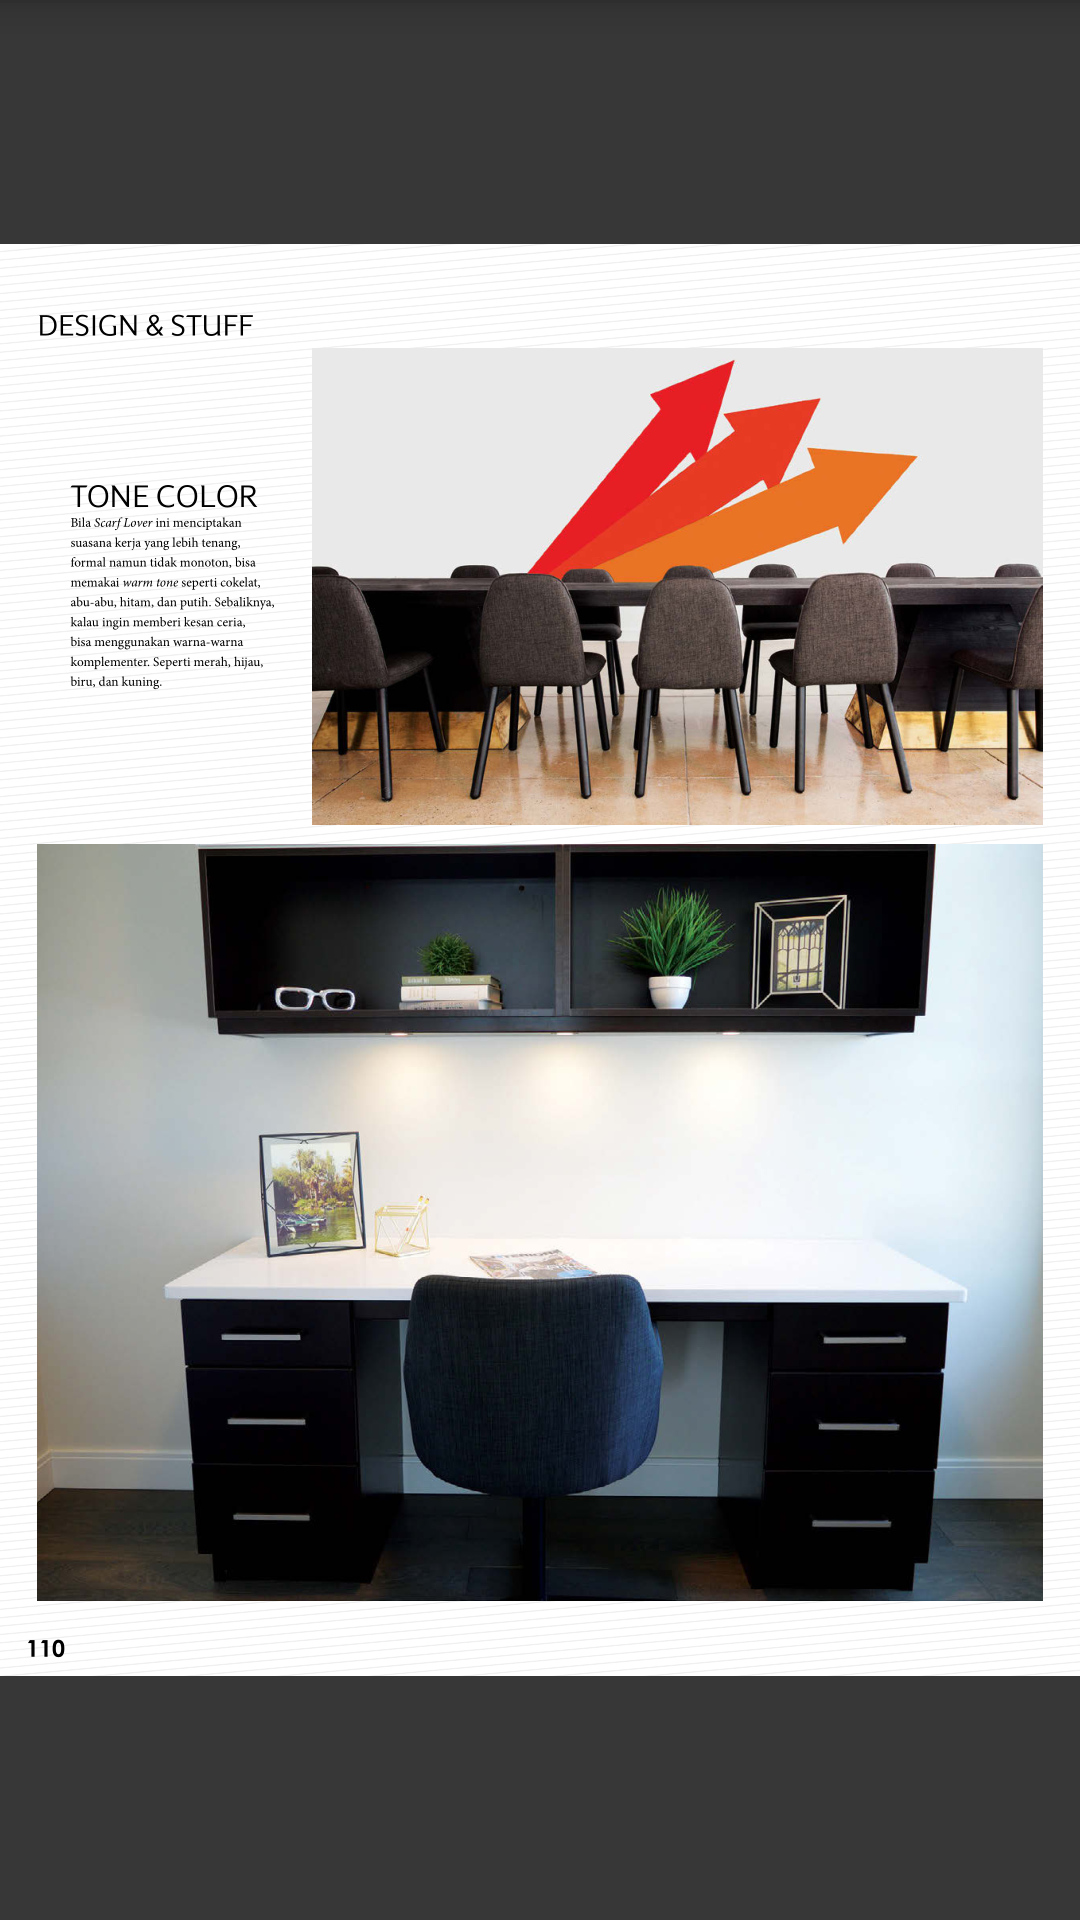 DESIGN & STUFF
TONE COLOR
Bila Scarf Lover ini menciptakan
suasana kerja yang lebih tenang,
formal namun tidak monoton, bisa
memakai warm tone seperti cokelat,
abu-abu, hitam, dan putih. Sebaliknya,
kalau ingin memberi kesan ceria,
bisa menggunakan warna-warna
komplementer. Seperti merah, hijau,
biru, dan kuning.
110